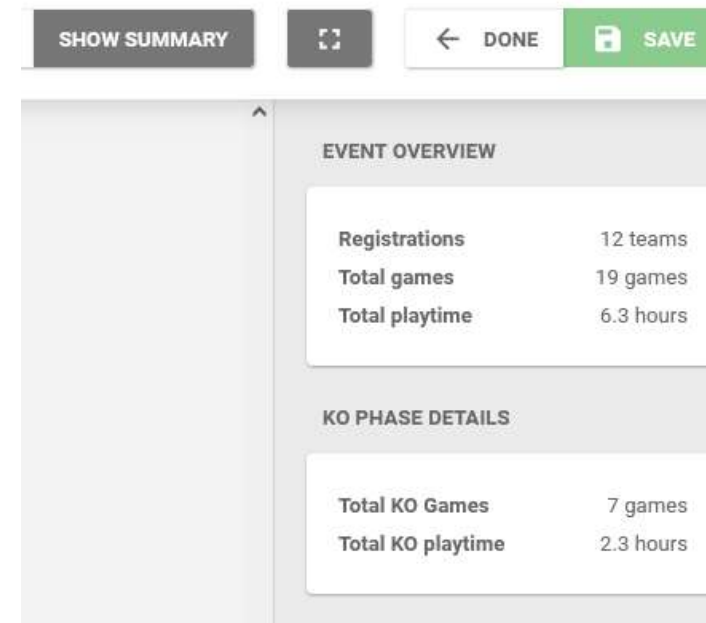 SHOW SUMMARY
DONE
SAVE
EVENT OVERVIEW
Registrations 12 teams
Total games 19 games
Total playtime 6.3 hours
KO PHASE DETAILS
Total KO Games 7 games
Total KO playtime 2.3 hours